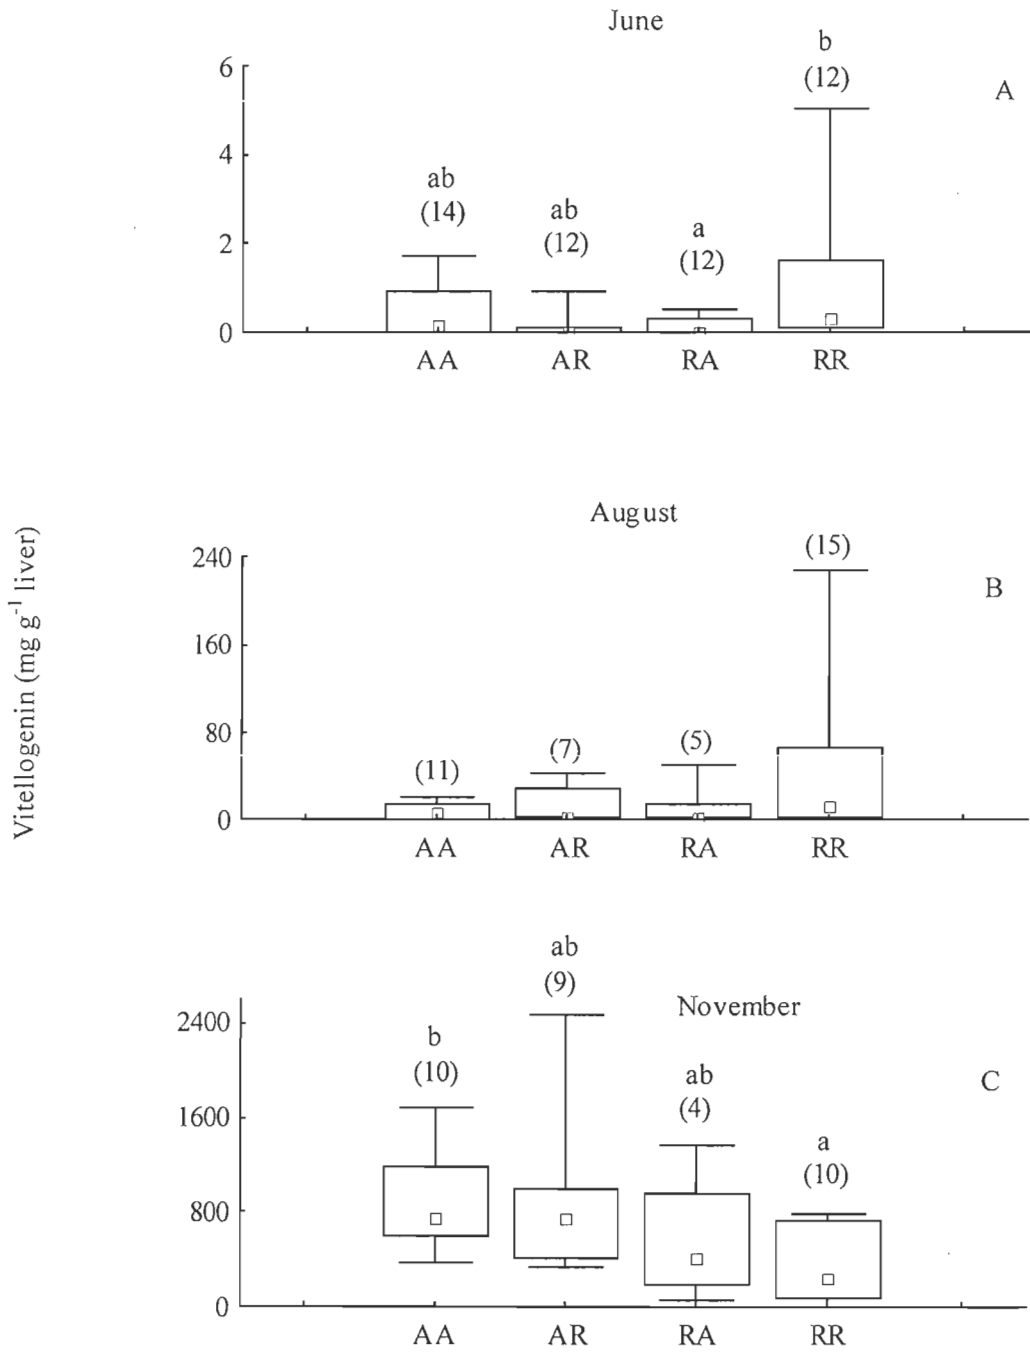 June
b
6
(12)
A
4
ab
(14)
ab
(12)
a
(12)
2
0
AA AR RA RR
Vitellogenin (mg g-1 liver)
August
240
(15)
B
160
80
(11)
(7)
(5)
0
AA AR RA RR
ab
(9)
November
2400
b
(10)
ab
(4)
C
1600
a
(10)
800
0
AA AR RA RR